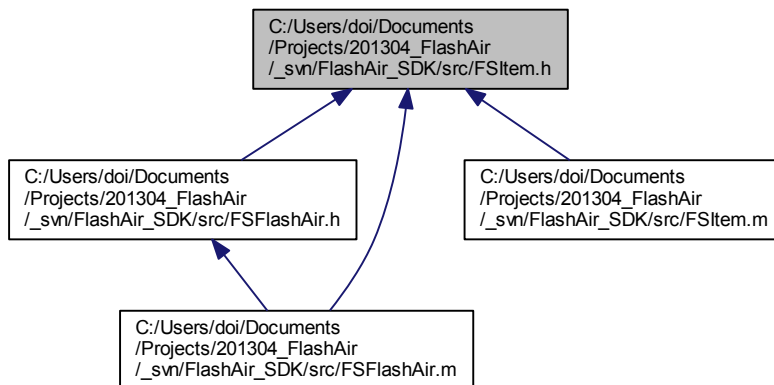 C:/Users/doi/Documents
/Projects/201304_FlashAir
/_svn/FlashAir_SDK/src/FSItem.h
C:/Users/doi/Documents
/Projects/201304_FlashAir
/_svn/FlashAir_SDK/src/FSFlashAir.h
C:/Users/doi/Documents
/Projects/201304_FlashAir
/_svn/FlashAir_SDK/src/FSItem.m
C:/Users/doi/Documents
/Projects/201304_FlashAir
/_svn/FlashAir_SDK/src/FSFlashAir.m